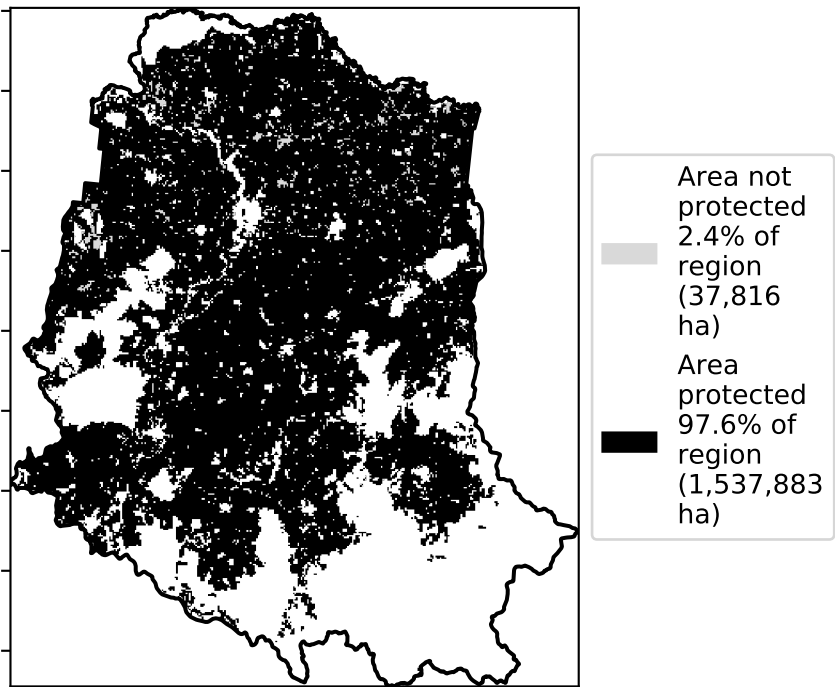 Area not
protected
2.4% of
region
(37,816
ha)
Area
protected
97.6% of
region
(1,537,883
ha)